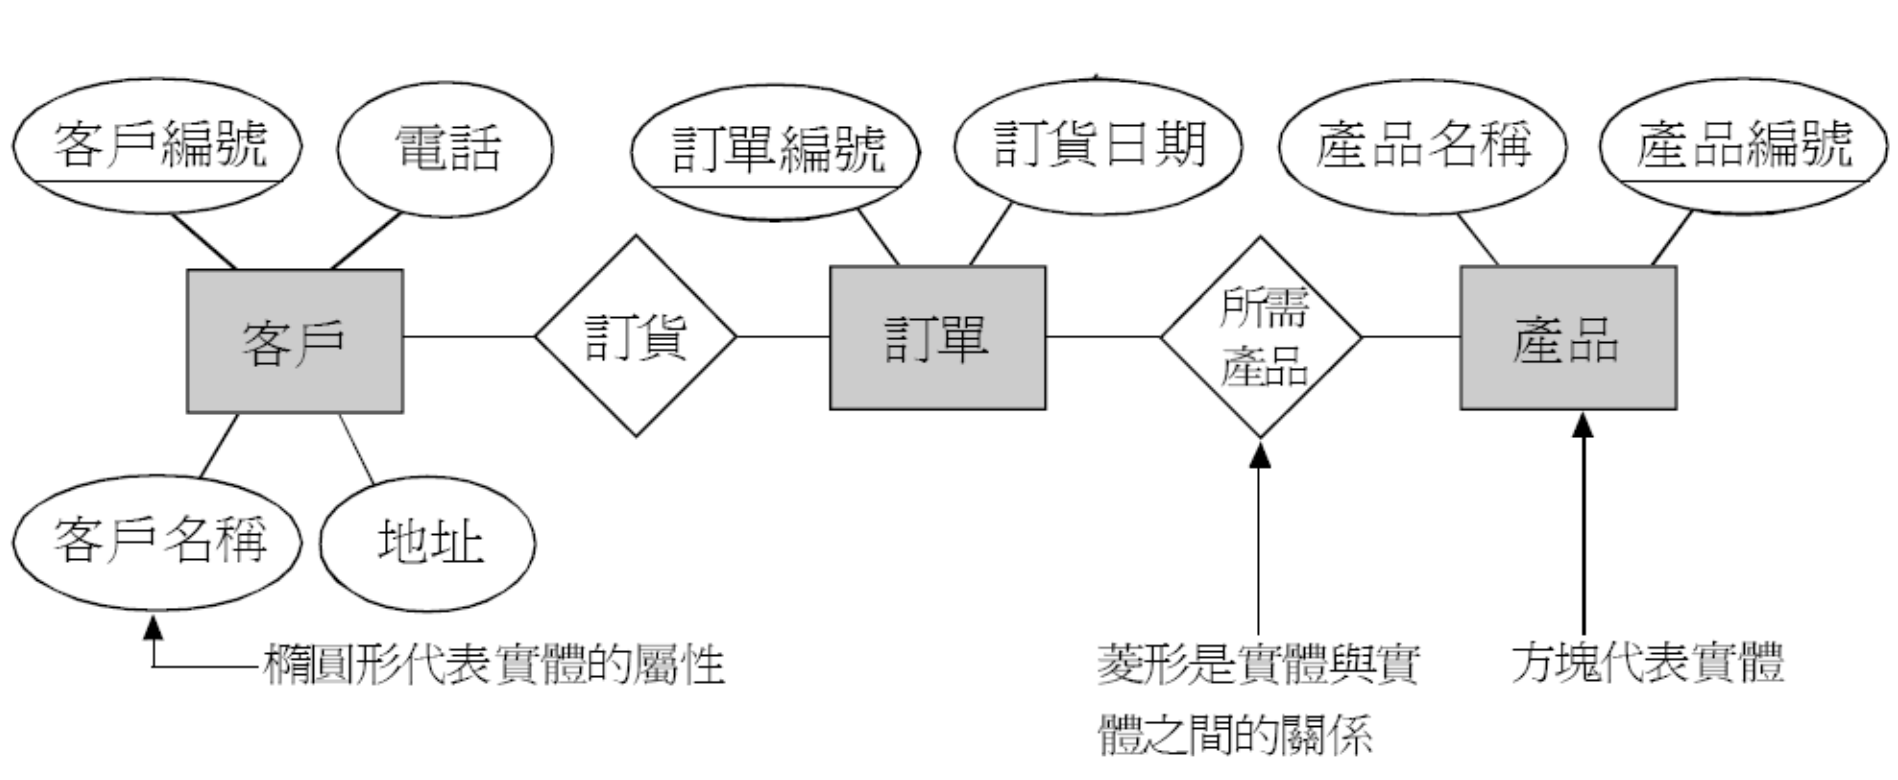 客戶編號
電話
訂單編號
訂貨日期
產品名稱
產品編號
客戶
訂貨
訂單
所需
產品
產品
客戶名稱
地址
橢圓形代表實體的屬性
菱形是實體與實
體之間的關係
方塊代表實體